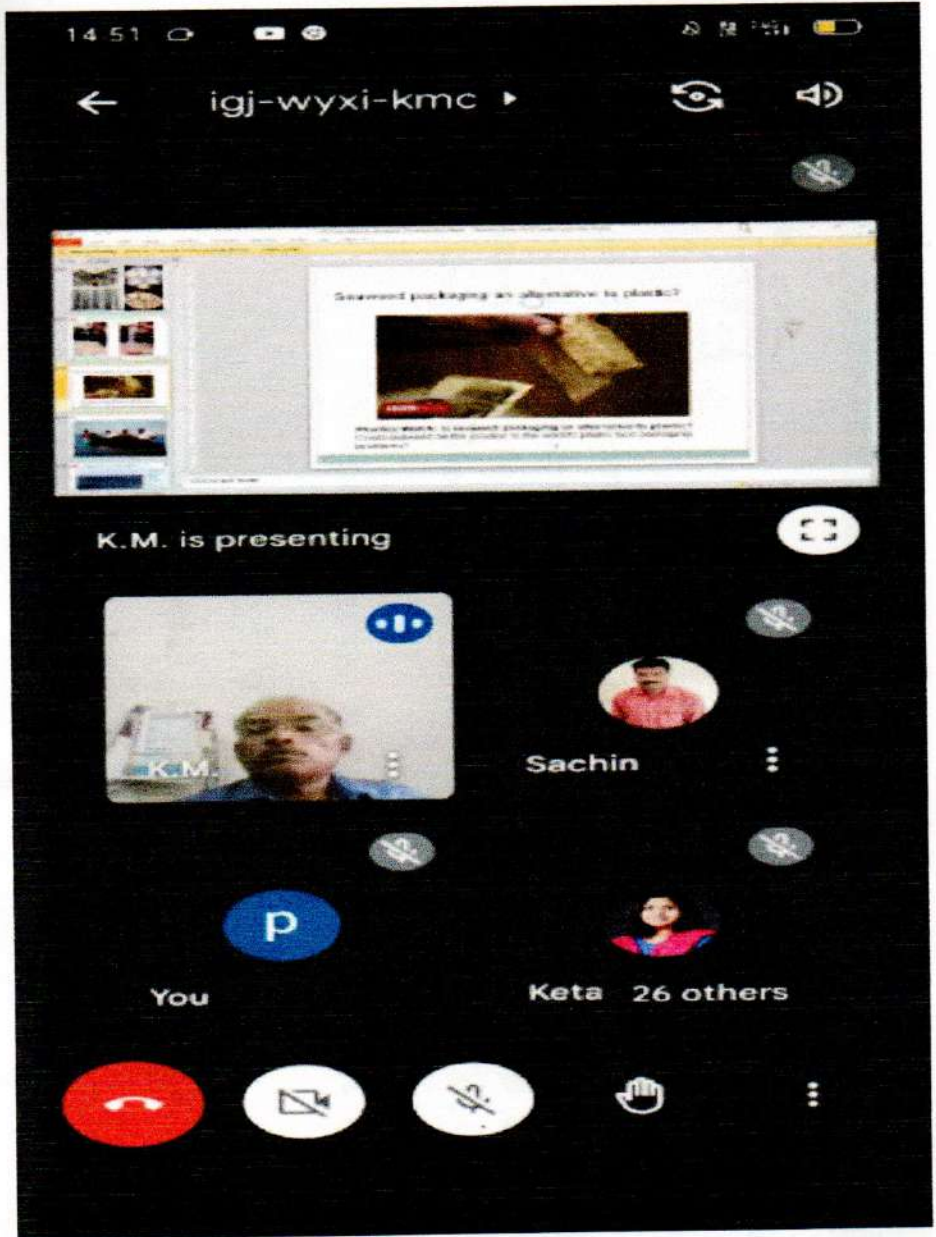 14 51
igj-wyxi-kmc
Seaweed packaging an alternative to plastic?
K.M. is presenting
K.M.
Sachin
P
You
Keta 26 others